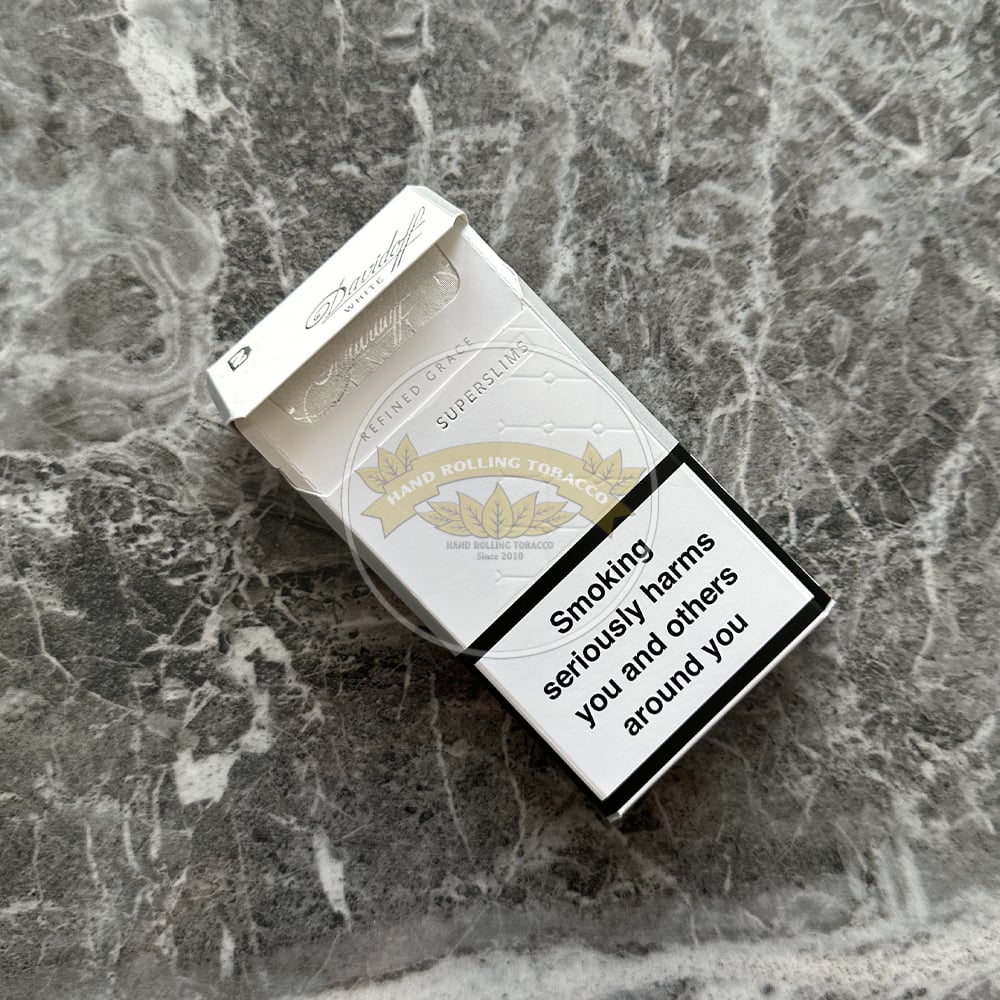 Davidoff
WHITE
Davidoff
REFINED GRACE
SUPERSLIMS
HAND ROLLING TOBACCO
HAND ROLLING TOBACCO
Since 2010
Smoking
seriously harms
you and others
around you